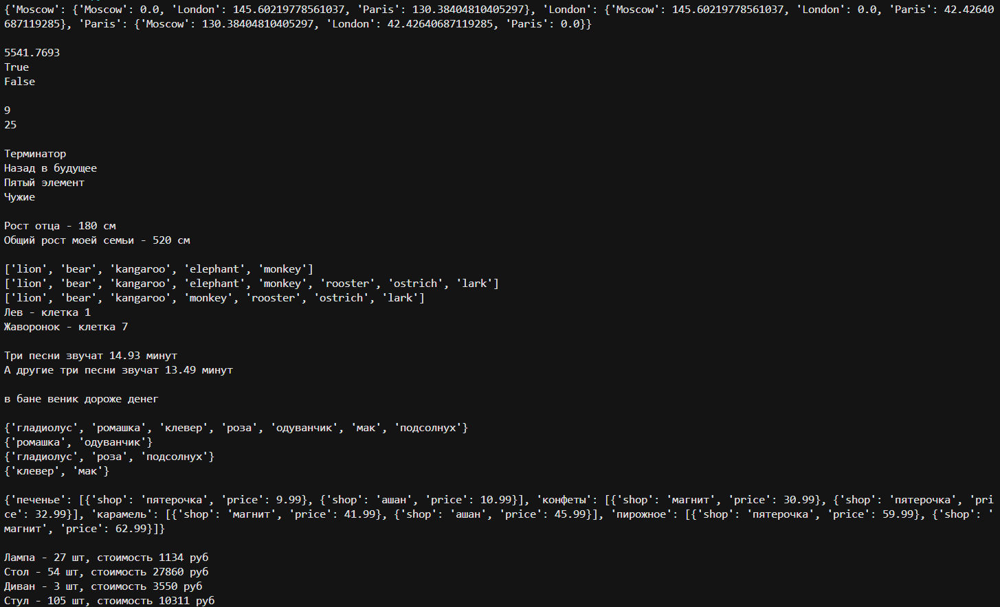 {'Moscow': {'Moscow': 0.0, 'London': 145.60219778561037, 'Paris': 130.38404810405297}, 'London': {'Moscow': 145.60219778561037, 'London': 0.0, 'Paris': 42.42640
687119285}, 'Paris': {'Moscow': 130.38404810405297, 'London': 42.42640687119285, 'Paris': 0.0}}
5541.7693
True
False
9
25
Терминатор
Назад в будущее
Пятый элемент
Чужие
Рост отца - 180 см
Общий рост моей семьи - 520 см
['lion', 'bear', 'kangaroo', 'elephant', 'monkey']
['lion', 'bear', 'kangaroo', 'elephant', 'monkey', 'rooster', 'ostrich', 'lark']
['lion', 'bear', 'kangaroo', 'monkey', 'rooster', 'ostrich', 'lark']
Лев - клетка 1
Жаворонок - клетка 7
Три песни звучат 14.93 минут
А другие три песни звучат 13.49 минут
в бане веник дороже денег
{'гладиолус', 'ромашка', 'клевер', 'роза', 'одуванчик', 'мак', 'подсолнух'}
{'ромашка', 'одуванчик'}
{'гладиолус', 'роза', 'подсолнух'}
{'клевер', 'мак'}
{'печенье': [{'shop': 'пятерочка', 'price': 9.99}, {'shop': 'ашан', 'price': 10.99}], 'конфеты': [{'shop': 'магнит', 'price': 30.99}, {'shop': 'пятерочка', 'pri
ce': 32.99}], 'карамель': [{'shop': 'магнит', 'price': 41.99}, {'shop': 'ашан', 'price': 45.99}], 'пирожное': [{'shop': 'пятерочка', 'price': 59.99}, {'shop': '
магнит', 'price': 62.99}]}
Лампа - 27 шт, стоимость 1134 руб
Стол - 54 шт, стоимость 27860 руб
Диван - 3 шт, стоимость 3550 руб
Стул - 105 шт, стоимость 10311 руб